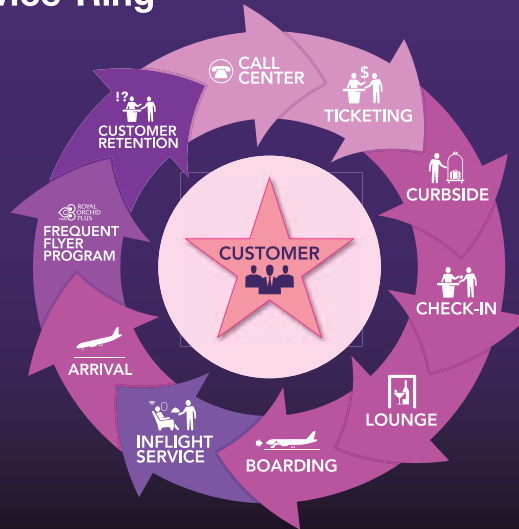 Ring
CALL
CENTER
$
TICKETING
CURBSIDE
CHECK-IN
LOUNGE
BOARDING
INFLIGHT
SERVICE
ARRIVAL
ROYAL
ORCHID
PLUS
FREQUENT
FLYER
PROGRAM
!?
CUSTOMER
RETENTION
CUSTOMER